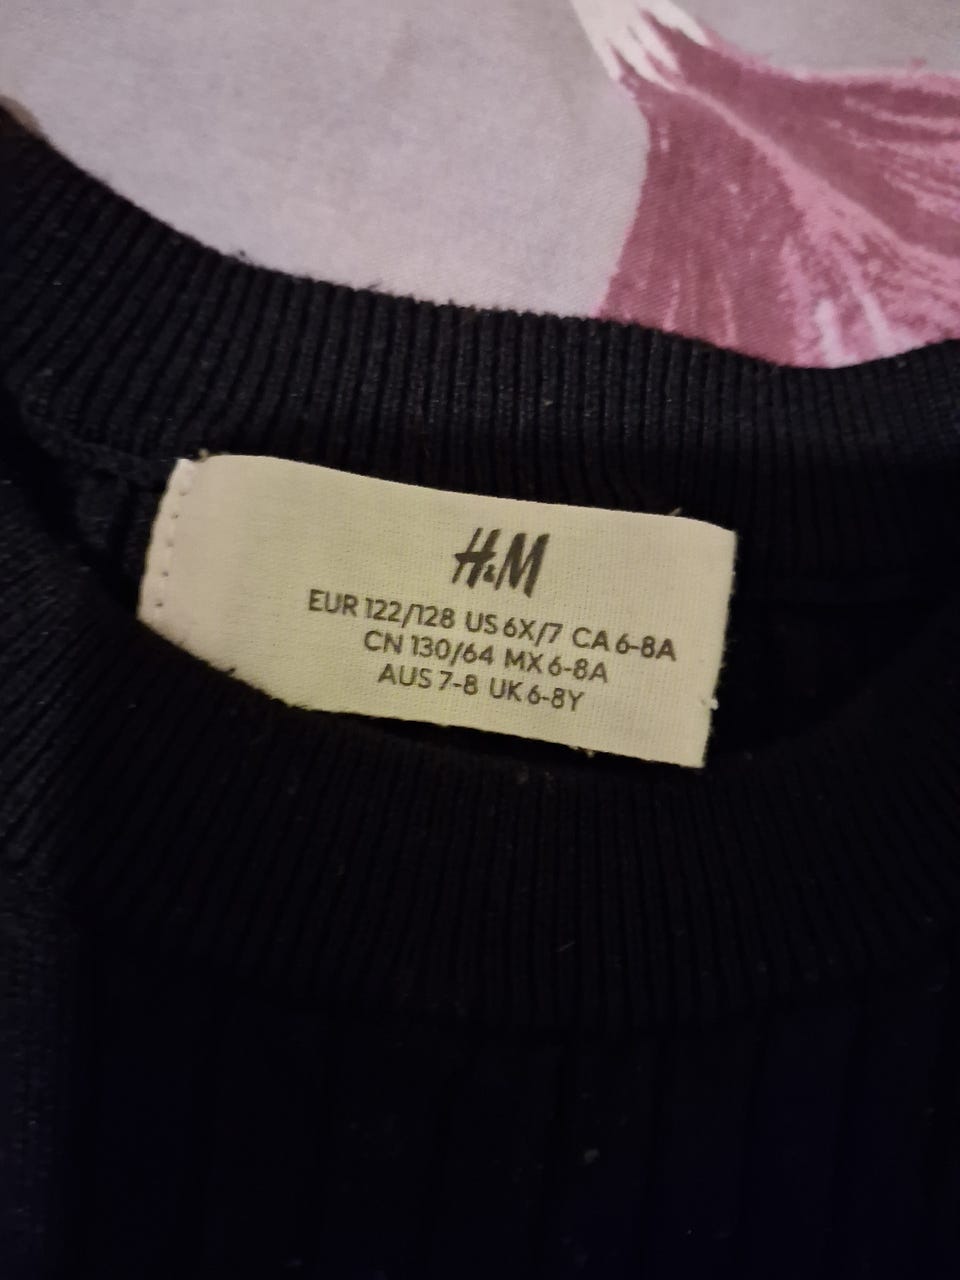 H&M
EUR 122/128 US 6X/7 CA 6-8A
CN 130/64 MX 6-8A
AUS 7-8 UK 6-8Y